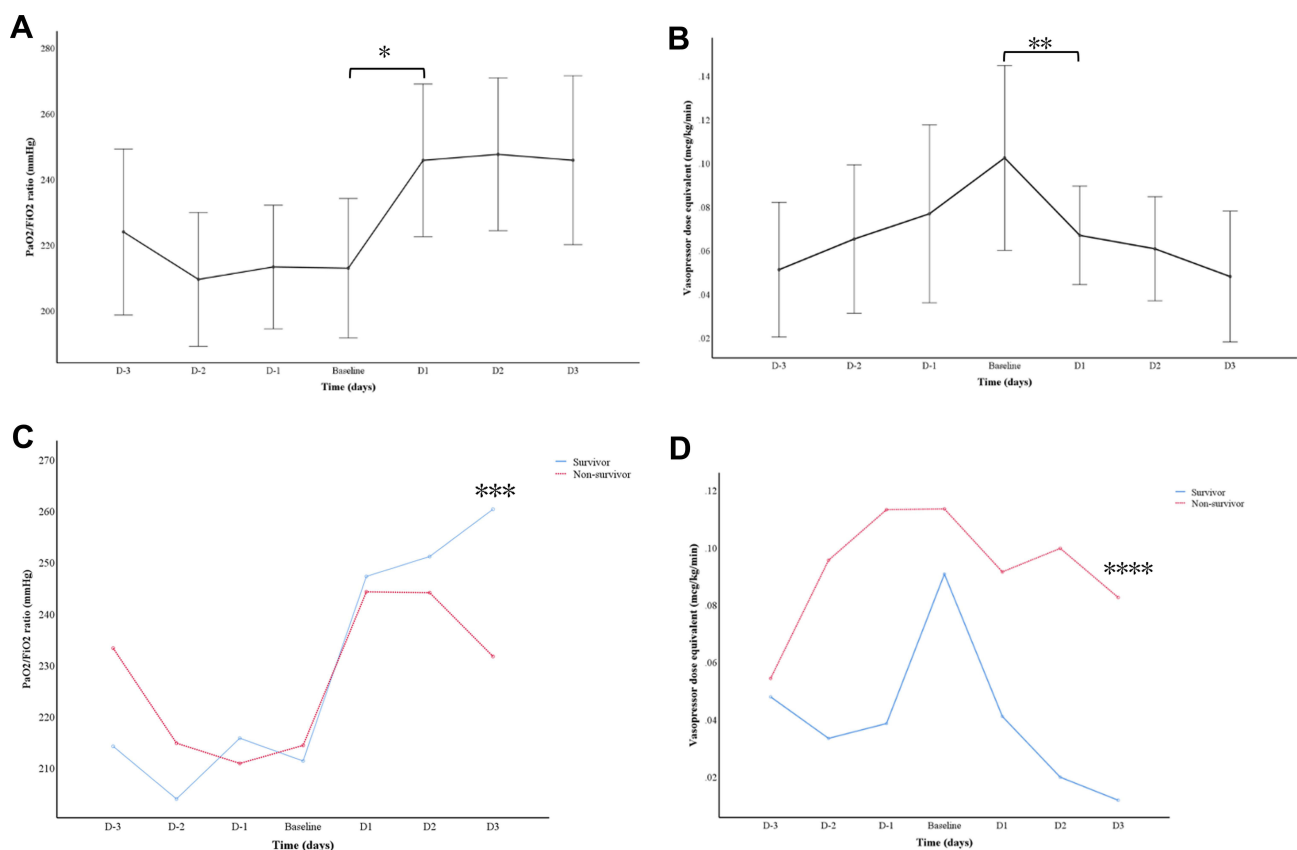 A
PaO2/FiO2 ratio (mmHg)
280
260
240
220
200
*
D-3 D-2 D-1 Baseline D1 D2 D3
Time (days)
B
Vasopressor dose equivalent (mcg/kg/min)
.14
.12
.10
.08
.06
.04
.02
**
D-3 D-2 D-1 Baseline D1 D2 D3
Time (days)
C
PaO2/FiO2 ratio (mmHg)
270
260
250
240
230
220
210
Survivor
Non-survivor
***
D-3 D-2 D-1 Baseline D1 D2 D3
Time (days)
D
Vasopressor dose equivalent (mcg/kg/min)
.12
.10
.08
.06
.04
.02
Survivor
Non-survivor
****
D-3 D-2 D-1 Baseline D1 D2 D3
Time (days)